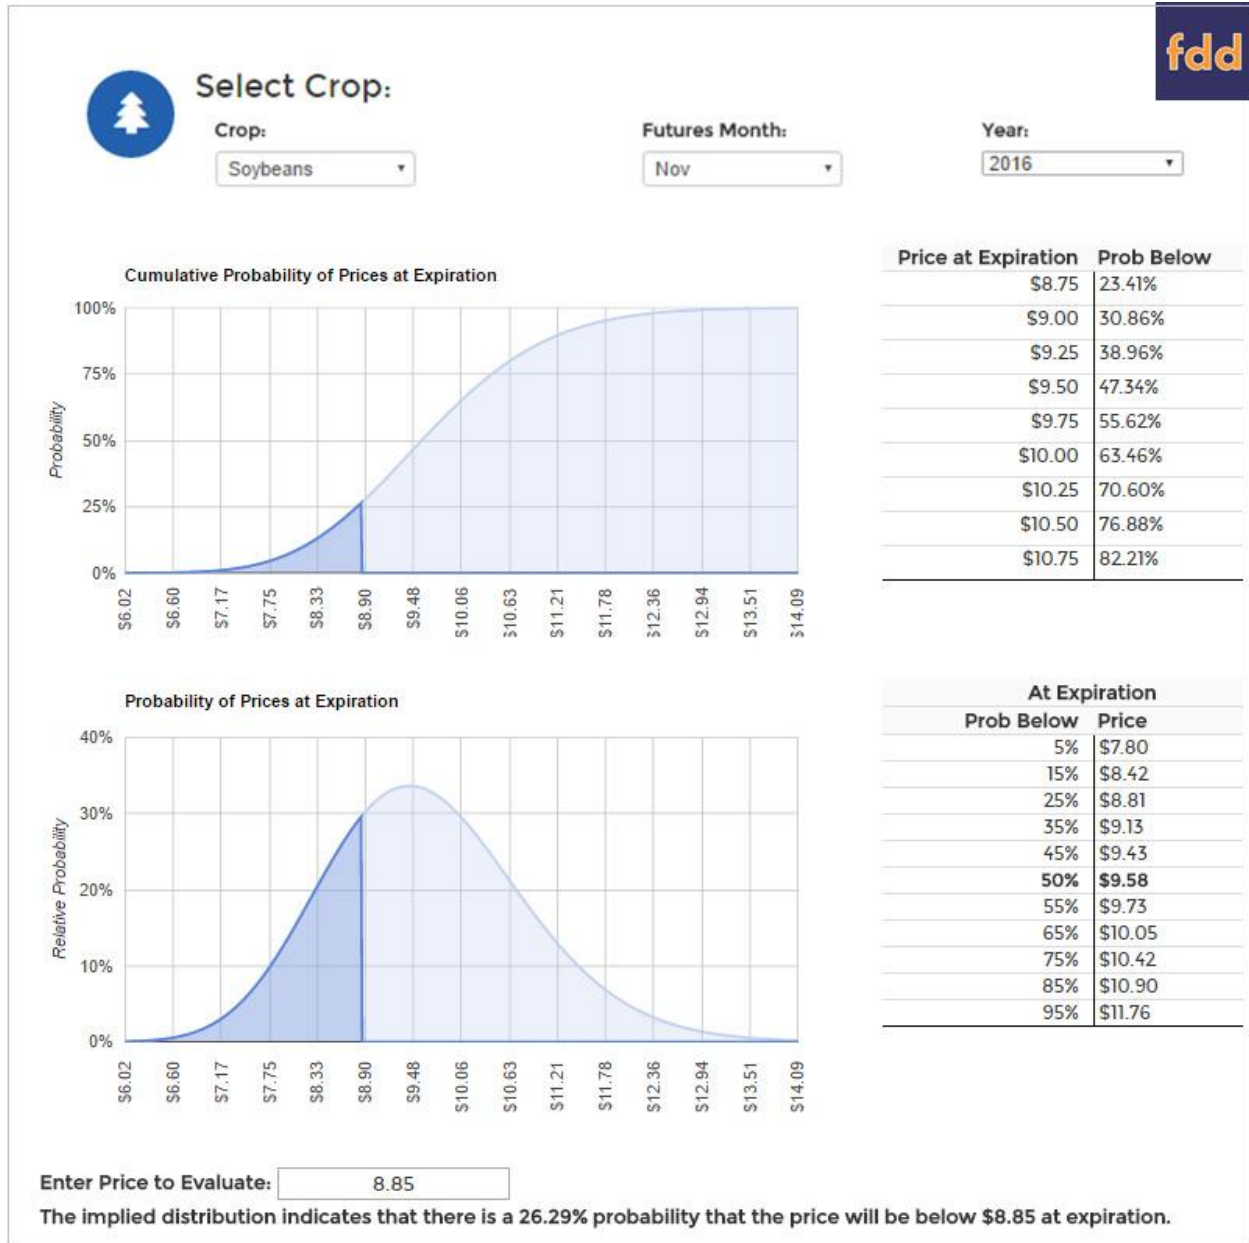 fdd
Select Crop:
Crop: Futures Month: Year:
Soybeans Nov 2016
Cumulative Probability of Prices at Expiration
100%
75%
50%
25%
0%
Probability
$6.02 $6.60 $7.17 $7.75 $8.33 $8.90 $9.48 $10.06 $10.63 $11.21 $11.78 $12.36 $12.94 $13.51 $14.09
Price at Expiration Prob Below
$8.75 23.41%
$9.00 30.86%
$9.25 38.96%
$9.50 47.34%
$9.75 55.62%
$10.00 63.46%
$10.25 70.60%
$10.50 76.88%
$10.75 82.21%
Probability of Prices at Expiration
40%
30%
20%
10%
0%
Relative Probability
$6.02 $6.60 $7.17 $7.75 $8.33 $8.90 $9.48 $10.06 $10.63 $11.21 $11.78 $12.36 $12.94 $13.51 $14.09
At Expiration
Prob Below Price
5% $7.80
15% $8.42
25% $8.81
35% $9.13
45% $9.43
50% $9.58
55% $9.73
65% $10.05
75% $10.42
85% $10.90
95% $11.76
Enter Price to Evaluate: 8.85
The implied distribution indicates that there is a 26.29% probability that the price will be below $8.85 at expiration.